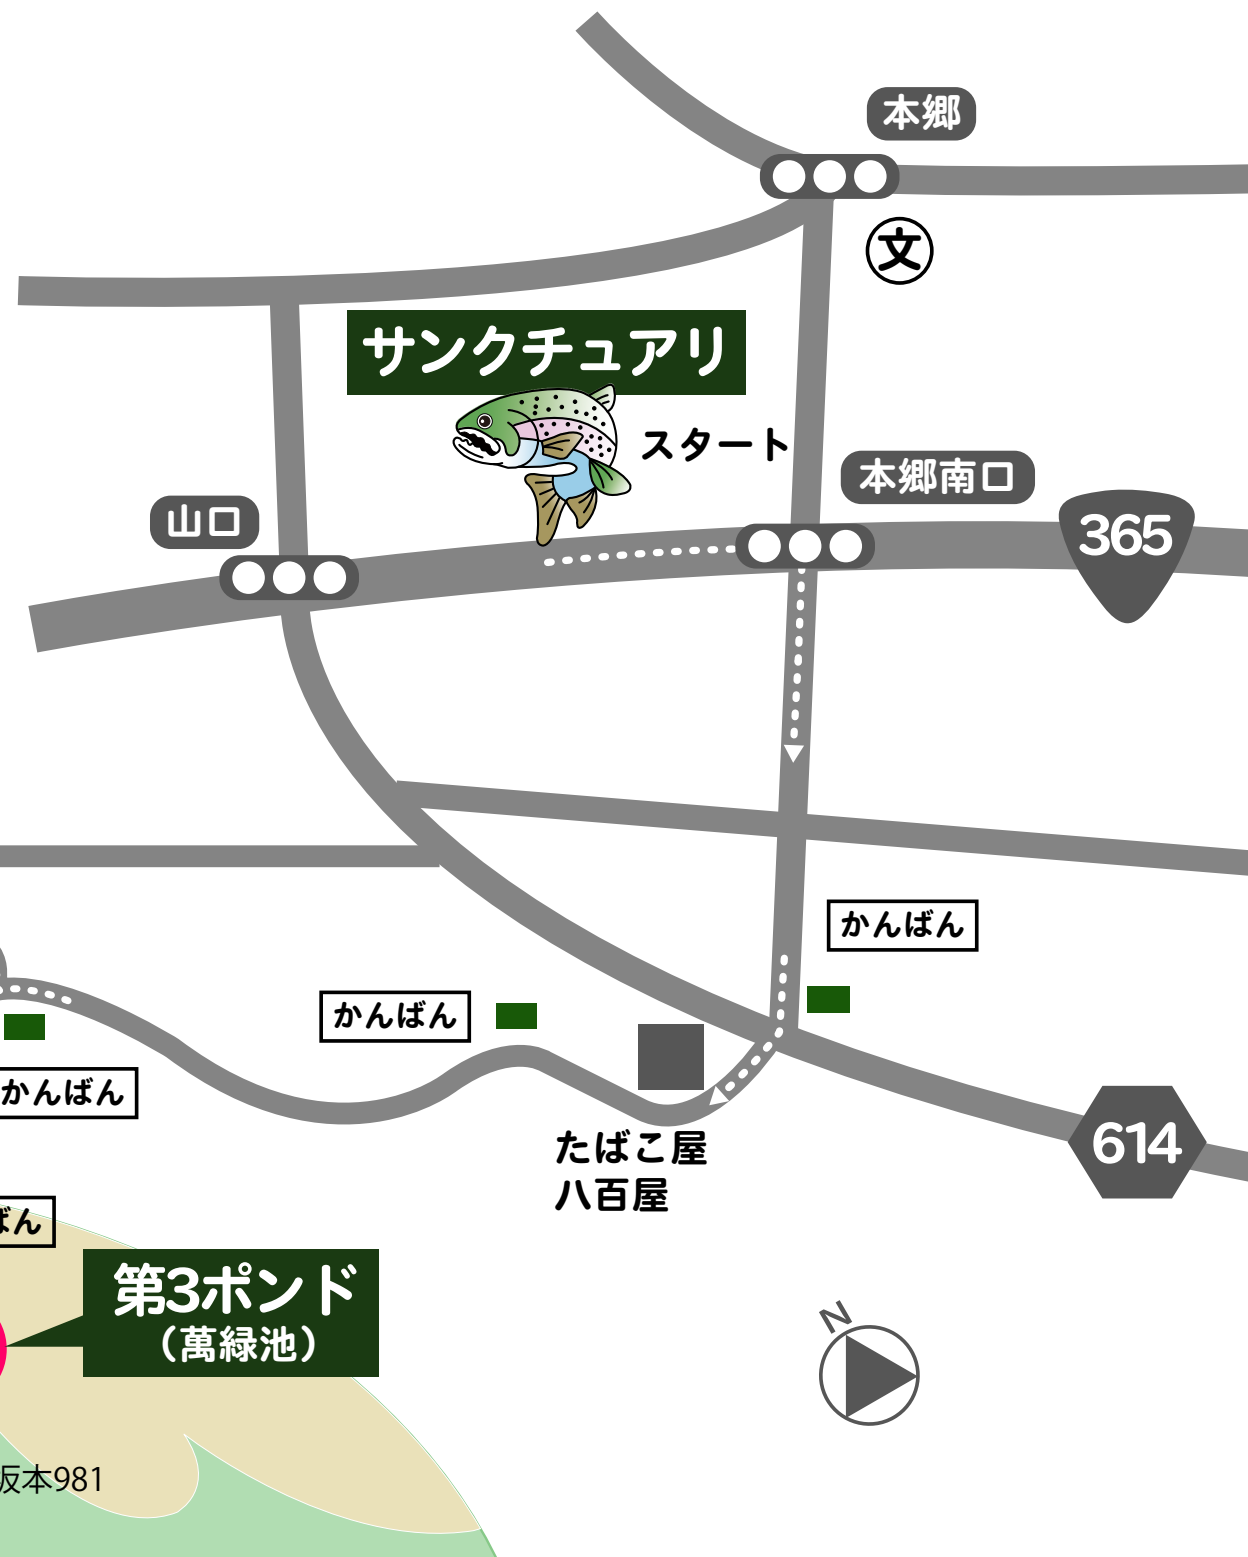 本郷
文
サンクチュアリ
スタート
本郷南口
365
山口
かんばん
かんばん
かんばん
たばこ屋
八百屋
614
ばん
第3ポンド
（萬緑池）
N
坂本981